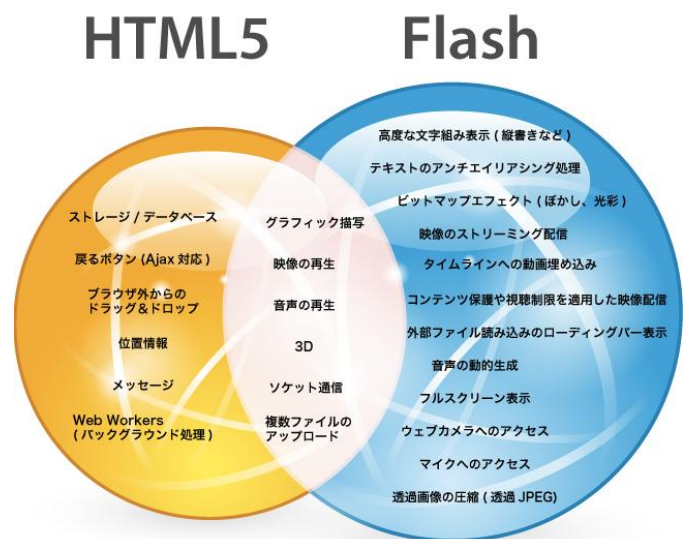 HTML5
Flash
ストレージ / データベース
戻るボタン (Ajax 対応 )
ブラウザ外からの
ドラッグ＆ドロップ
位置情報
メッセージ
Web Workers
( バックグラウンド処理 )
グラフィック描写
映像の再生
音声の再生
3D
ソケット通信
複数ファイルの
アップロード
高度な文字組み表示 ( 縦書きなど )
テキストのアンチエイリアシング処理
ビットマップエフェクト ( ぼかし、光彩 )
映像のストリーミング配信
タイムラインへの動画埋め込み
コンテンツ保護や視聴制限を適用した映像配信
外部ファイル読み込みのローディングバー表示
音声の動的生成
フルスクリーン表示
ウェブカメラへのアクセス
マイクへのアクセス
透過画像の圧縮 ( 透過 JPEG)